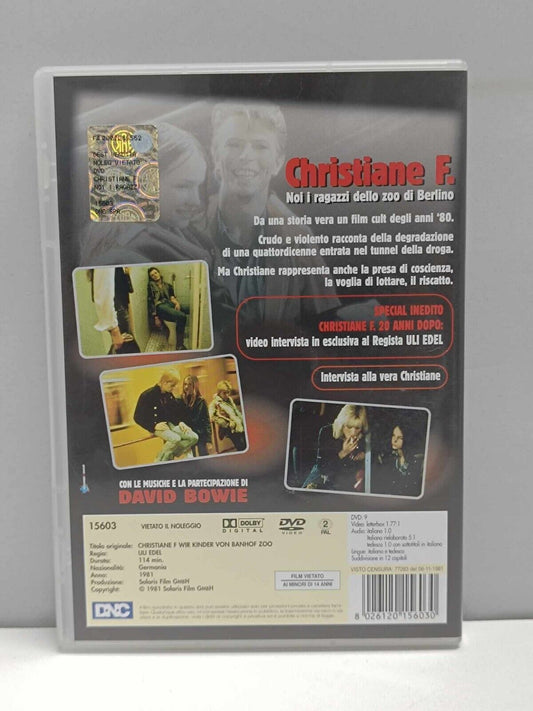 Christiane F.
Noi i ragazzi dello zoo di Berlino
Da una storia vera un film cult degli anni '80.
Crudo e violento racconto della degradazione
di una quattordicenne entrata nel tunnel della droga.
Ma Christiane rappresenta anche la presa di coscienza,
la voglia di lottare, il riscatto.
SPECIAL INEDITO
CHRISTIANE F. 20 ANNI DOPO:
video intervista in esclusiva al Regista ULI EDEL
Intervista alla vera Christiane
CON LE MUSICHE E LA PARTECIPAZIONE DI
DAVID BOWIE
15603
VIETATO IL NOLEGGIO
DOLBY
DIGITAL
DVD
VIDEO
2
PAL
Titolo originale: CHRISTIANE F WIR KINDER VON BANHOF ZOO
Regia: ULI EDEL
Durata: 114 min.
Nazionalità: Germania
Anno: 1981
Produzione: Solaris Film GmbH
Copyright: © 1981 Solaris Film GmbH
FILM VIETATO
AI MINORI DI 14 ANNI
DVD: 9
Video: letterbox 1.77:1
Audio: italiano 1.0
Italiano rielaborato 5.1
tedesco 1.0 con sottotitoli in italiano
Lingue: italiano e tedesco
Suddivisione in 12 capitoli
VISTO CENSURA:
DNC
8 026120 156030